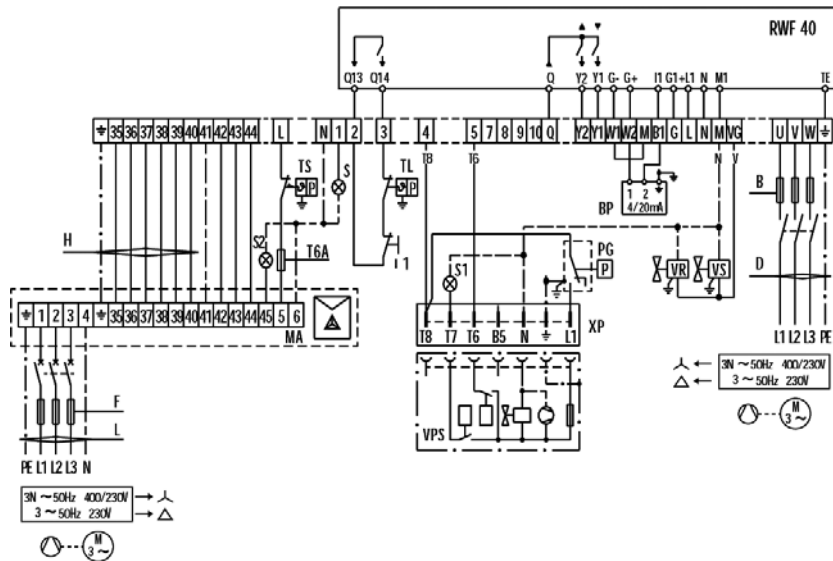 RWF 40
Q13 Q14 Q Y2 Y1 G- G+ I1 G1+ L1 N M1 TE
35 36 37 38 39 40 41 42 43 44 L N 1 2 3 4 5 7 8 9 10 Q Y2 Y1 W1 W2 M B1 G L N M VG U V W
T8 T6 N V
TS P S TL P
B
1 2
BP 4/20mA
H
S2 T6A 1
S1 PG P VR VS
D
35 36 37 38 39 40 41 42 43 44 45 5 6
1 2 3 4
MA
T8 T7 T6 B5 N L1 XP
L1 L2 L3 PE
3N ~ 50Hz 400/230V
3 ~ 50Hz 230V
F
L
VPS
M
3 ~
PE L1 L2 L3 N
3N ~ 50Hz 400/230V
3 ~ 50Hz 230V
M
3 ~